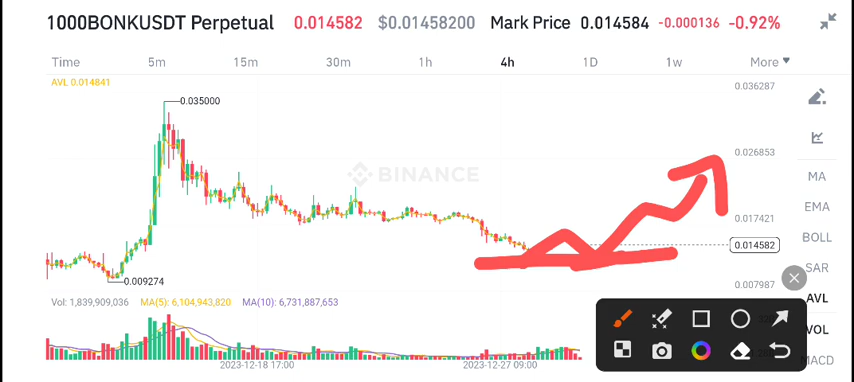 1000BONKUSDT Perpetual 0.014582 $0.01458200 Mark Price 0.014584 -0.000136 -0.92%
Time 5m 15m 30m 1h 4h 1D 1w More
AVL 0.014841
0.036287
0.035000
MA
BINANCE
0.026853
EMA
0.017421
BOLL
0.014582
SAR
0.009274
0.007987
AVL
Vol: 1,839,909,036 MA(5): 6,104,943,820 MA(10): 6,731,887,653
VOL
MACD
2023-12-18 17:00 2023-12-27 09:00